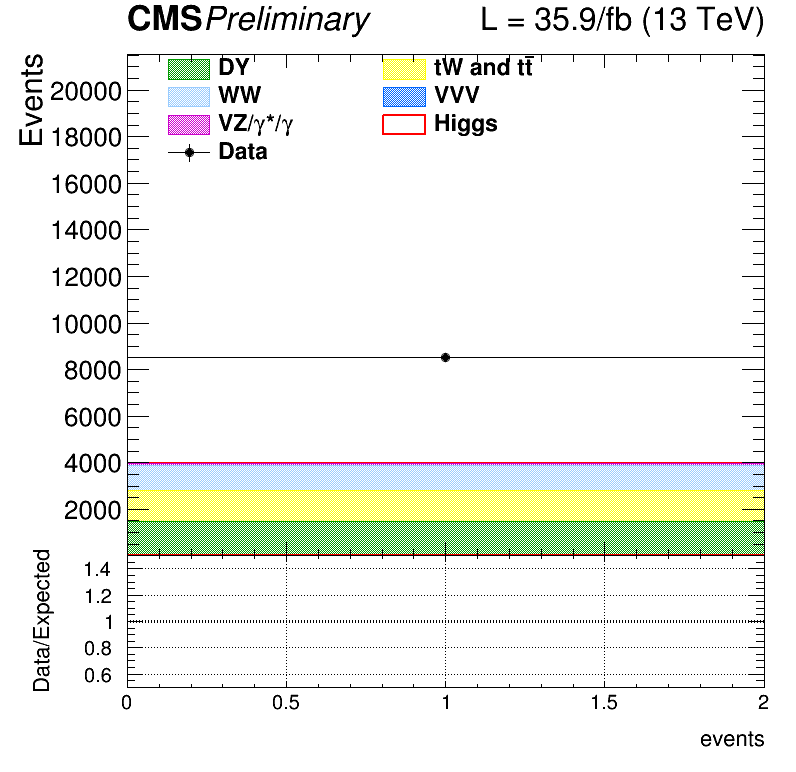 CMS Preliminary L = 35.9/fb (13 TeV)
Events
DY tW and tt̅
WW VVV
VZ/γ*/γ Higgs
Data
20000
18000
16000
14000
12000
10000
8000
6000
4000
2000
Data/Expected
1.4
1.2
1
0.8
0.6
0 0.5 1 1.5 2
events